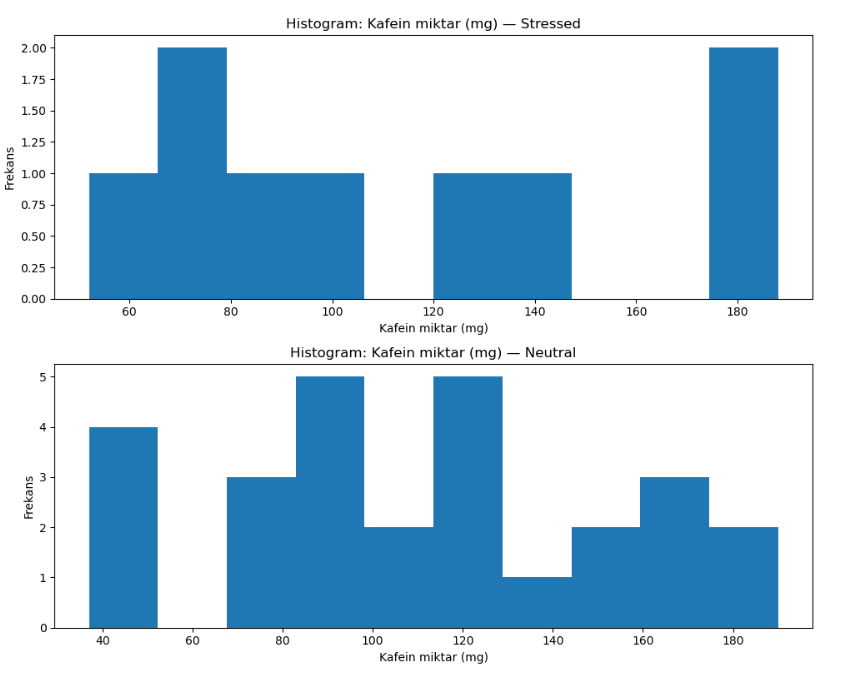 Histogram: Kafein miktar (mg) — Stressed
Frekans
2.00
1.75
1.50
1.25
1.00
0.75
0.50
0.25
0.00
60 80 100 120 140 160 180
Kafein miktar (mg)
Histogram: Kafein miktar (mg) — Neutral
Frekans
5
4
3
2
1
0
40 60 80 100 120 140 160 180
Kafein miktar (mg)